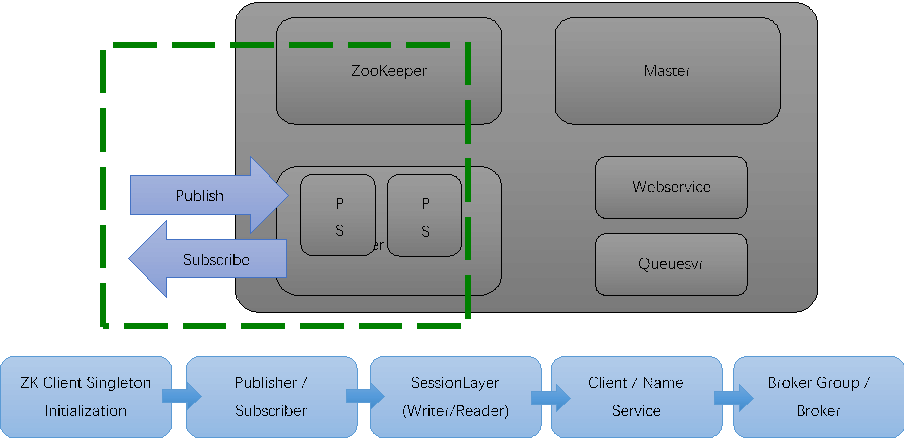 ZooKeeper
Master
Publish
P
S
P
S
Webservice
Subscribe
Queuesvr
ZK Client Singleton
Initialization
Publisher /
Subscriber
SessionLayer
(Writer/Reader)
Client / Name
Service
Broker Group /
Broker